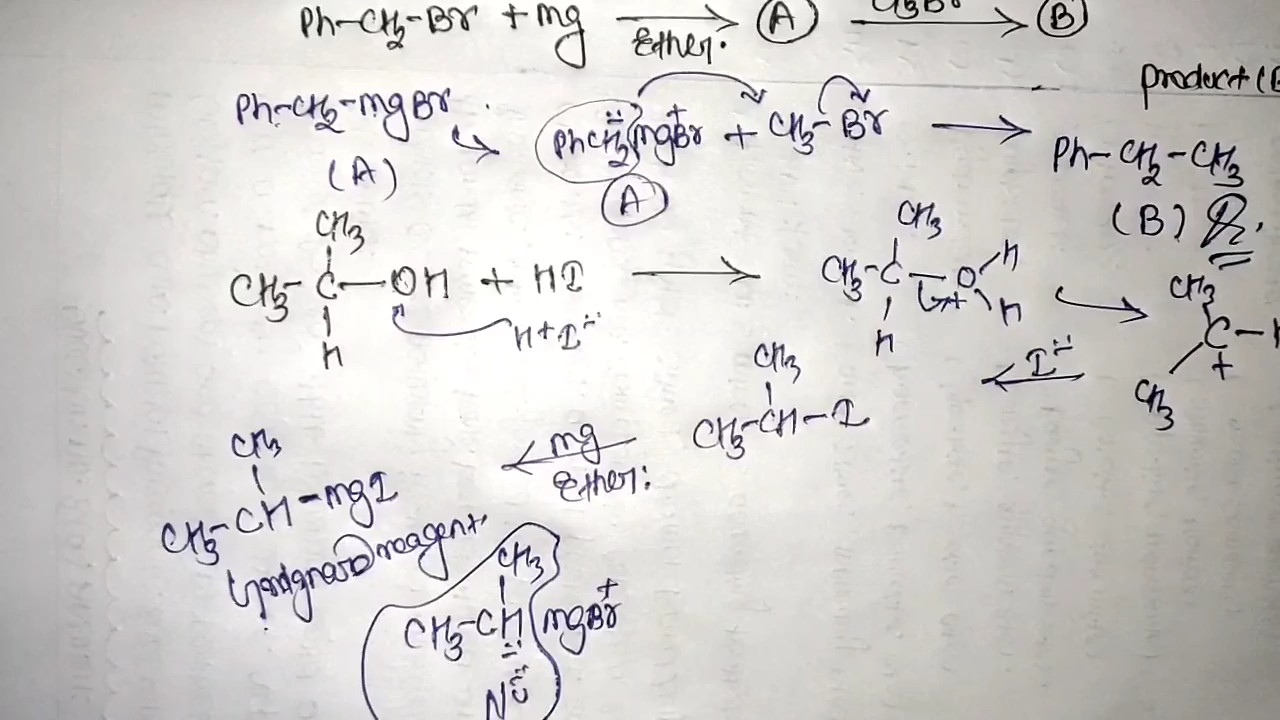 Ph-CH2-Br + Mg → Ether. (A) CH3Br → (B)
product (B
Ph-CH2-MgBr
(A)
PhCH2 MgBr + CH3-Br →
(A)
Ph-CH2-CH3
(B)
CH3
CH3-C-OH + HI →
H
H+I
CH3
CH3-C-O H
+ H
H
CH3
C-H
+
CH3
I
CH3
CH3-CH-I
Mg
Ether:
CH3
CH3-CH-MgI
Grignard reagent
CH3
CH3-CH MgBr +